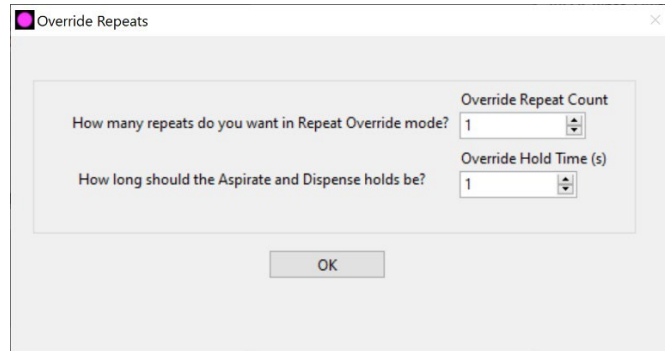 Override Repeats
Override Repeat Count
How many repeats do you want in Repeat Override mode? 1
Override Hold Time (s)
How long should the Aspirate and Dispense holds be? 1
OK